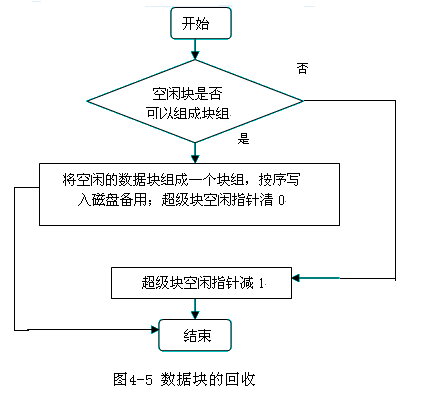 开始
否
空闲块是否
可以组成块组
是
将空闲的数据块组成一个块组，按序写
入磁盘备用；超级块空闲指针清 0
超级块空闲指针减 1
结束
图4-5 数据块的回收